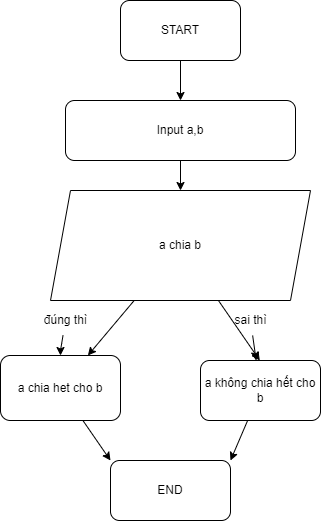 START
Input a,b
a chia b
đúng thì
sai thì
a chia het cho b
a không chia hết cho
b
END